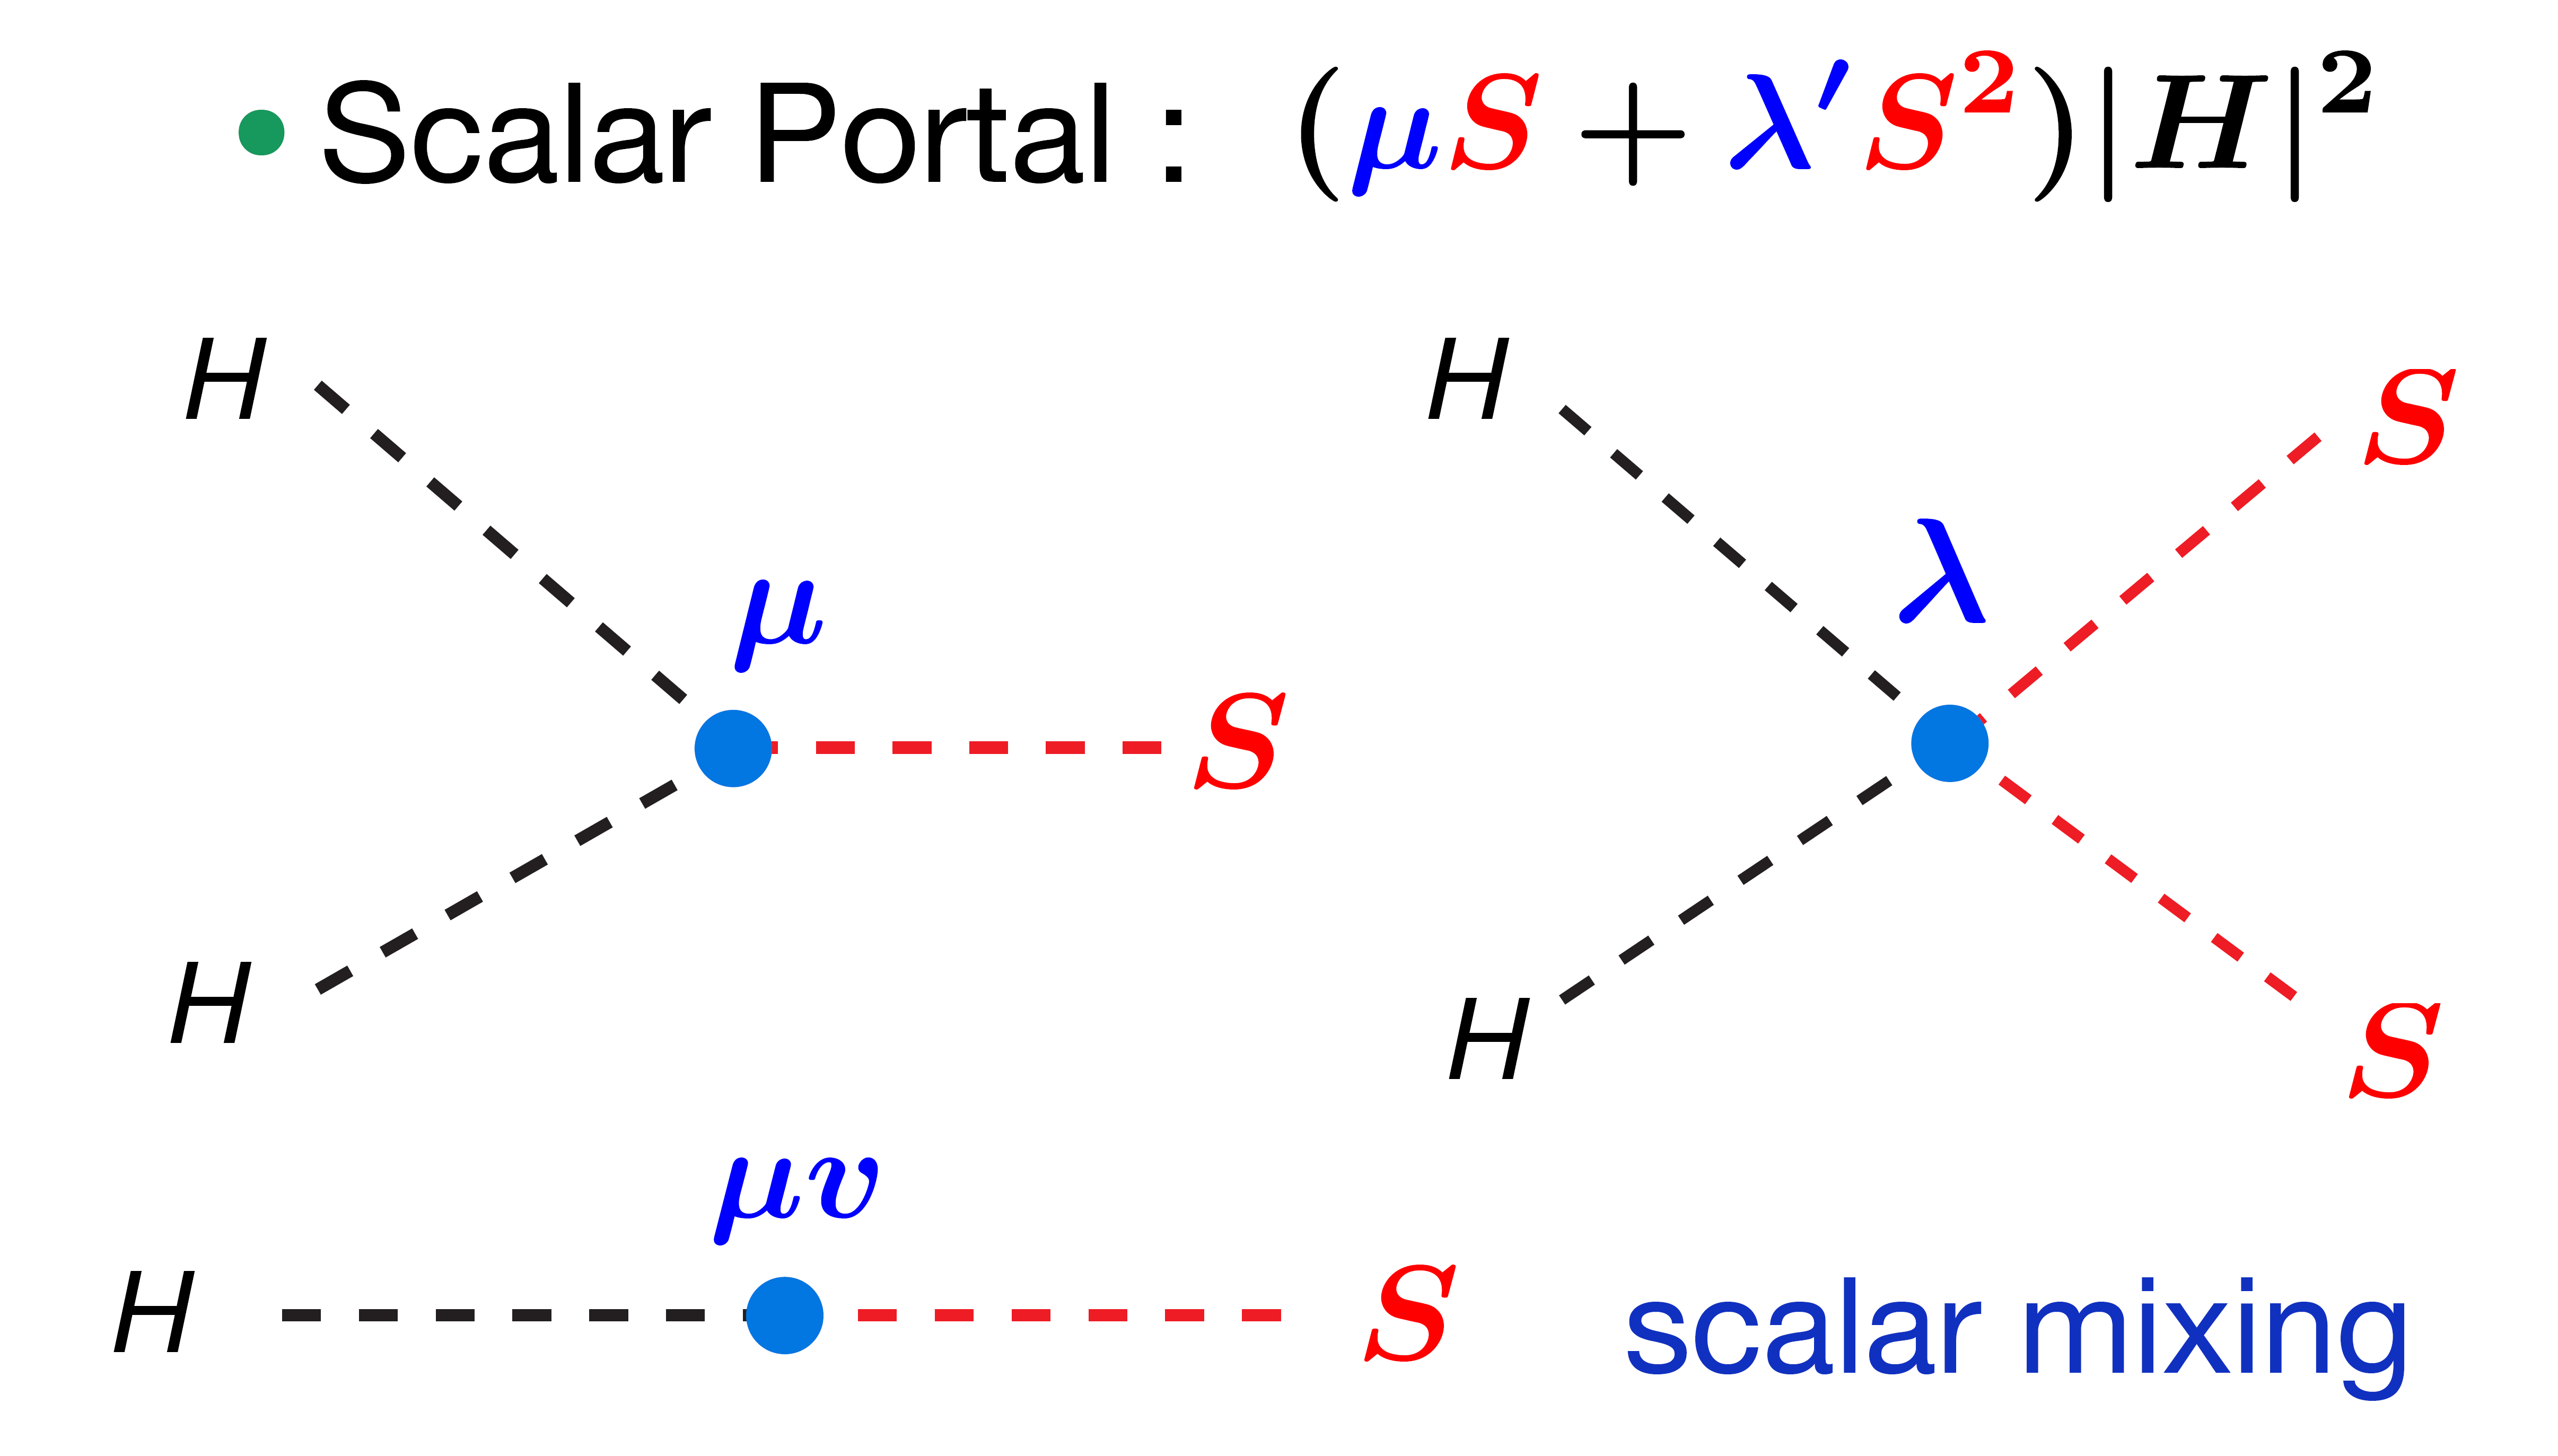 • Scalar Portal : (μS + λ′S²)|H|²
H
H
S
λ
μ
S
H
H
S
μv
H
S
scalar mixing